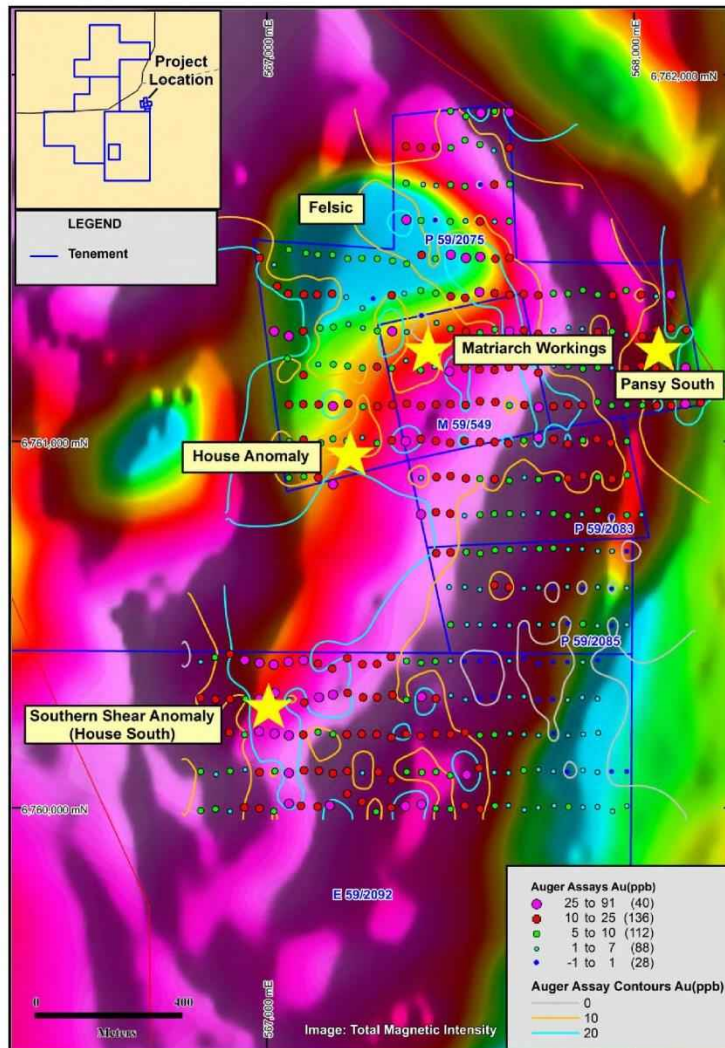 567,000 mE
568,000 mE
6,762,000 mN
Project
Location
LEGEND
Tenement
Felsic
P 59/2075
Matriarch Workings
Pansy South
M 59/549
6,761,000 mN
House Anomaly
P 59/2083
P 59/2085
Southern Shear Anomaly
(House South)
6,760,000 mN
E 59/2092
Auger Assays Au(ppb)
25 to 91 (40)
10 to 25 (136)
5 to 10 (112)
1 to 7 (88)
-1 to 1 (28)
Auger Assay Contours Au(ppb)
0
10
20
0 400
Meters
567,000 mE
568,000 mE
Image: Total Magnetic Intensity